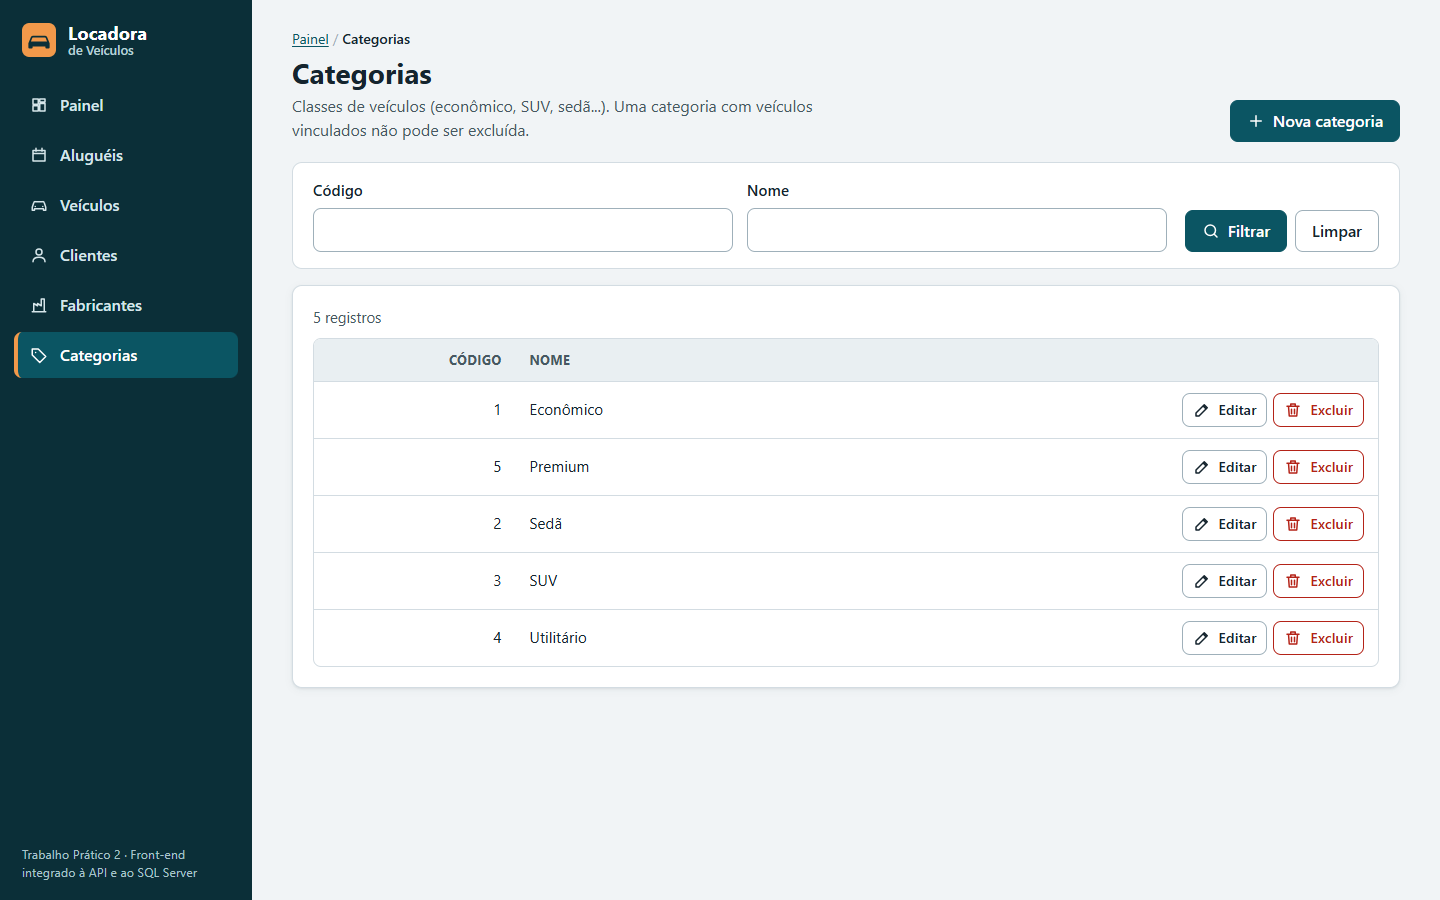 Locadora
de Veículos
Painel
Aluguéis
Veículos
Clientes
Fabricantes
Categorias
Trabalho Prático 2 · Front-end
integrado à API e ao SQL Server
Painel / Categorias
Categorias
Classes de veículos (econômico, SUV, sedã...). Uma categoria com veículos
vinculados não pode ser excluída.
Nova categoria
Código Nome
Filtrar Limpar
5 registros
CÓDIGO NOME
1 Econômico Editar Excluir
5 Premium Editar Excluir
2 Sedã Editar Excluir
3 SUV Editar Excluir
4 Utilitário Editar Excluir